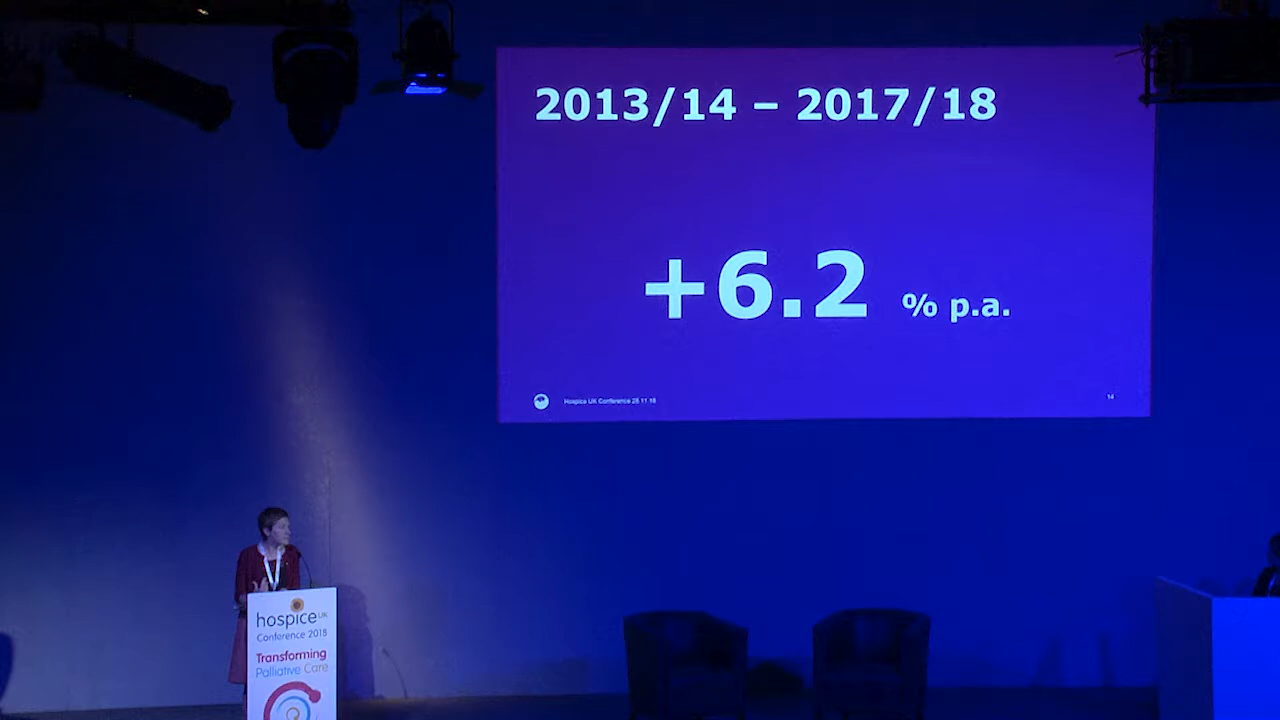 2013/14 – 2017/18
+6.2 % p.a.
Hospice UK Conference 28 11 18
14
hospice UK
Conference 2018
Transforming
Palliative Care